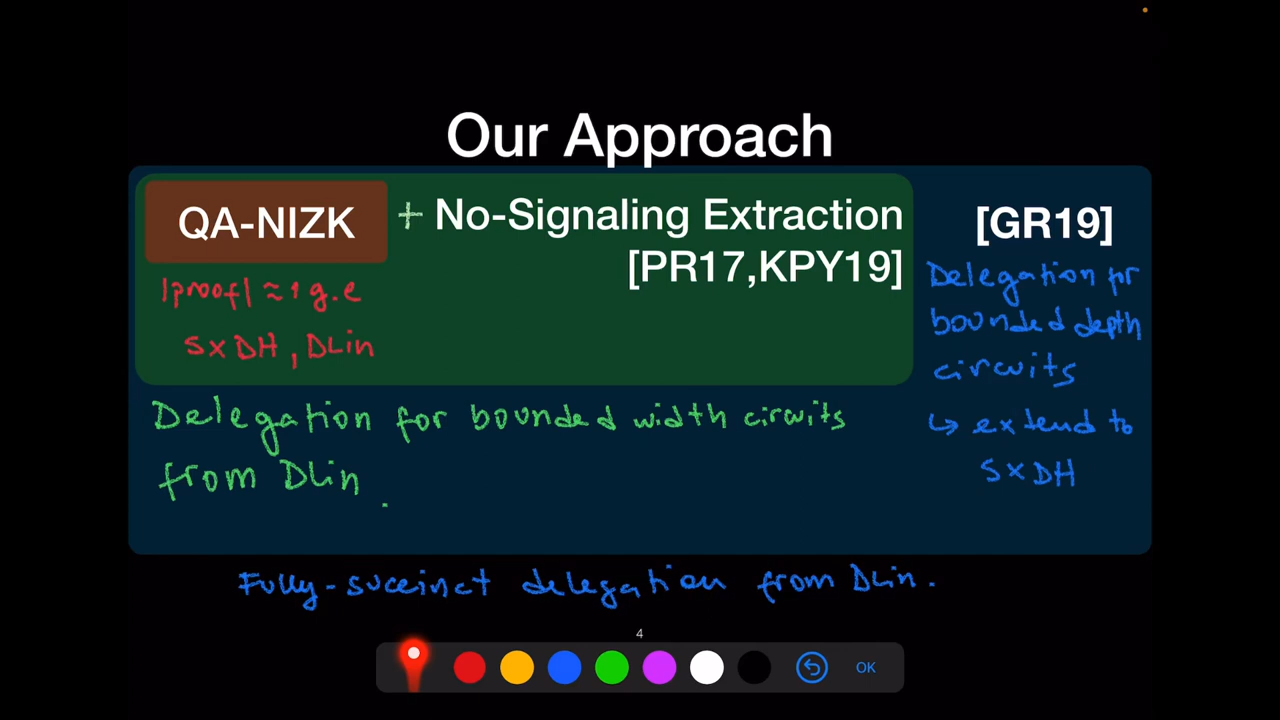 Our Approach
QA-NIZK + No-Signaling Extraction
[PR17,KPY19]
|proof| ≈ 1 g.e
SXDH, DLin
[GR19]
Delegation for
bounded depth
circuits
↳ extend to
SXDH
Delegation for bounded width circuits
from DLin.
Fully-succinct delegation from DLin.
4
OK